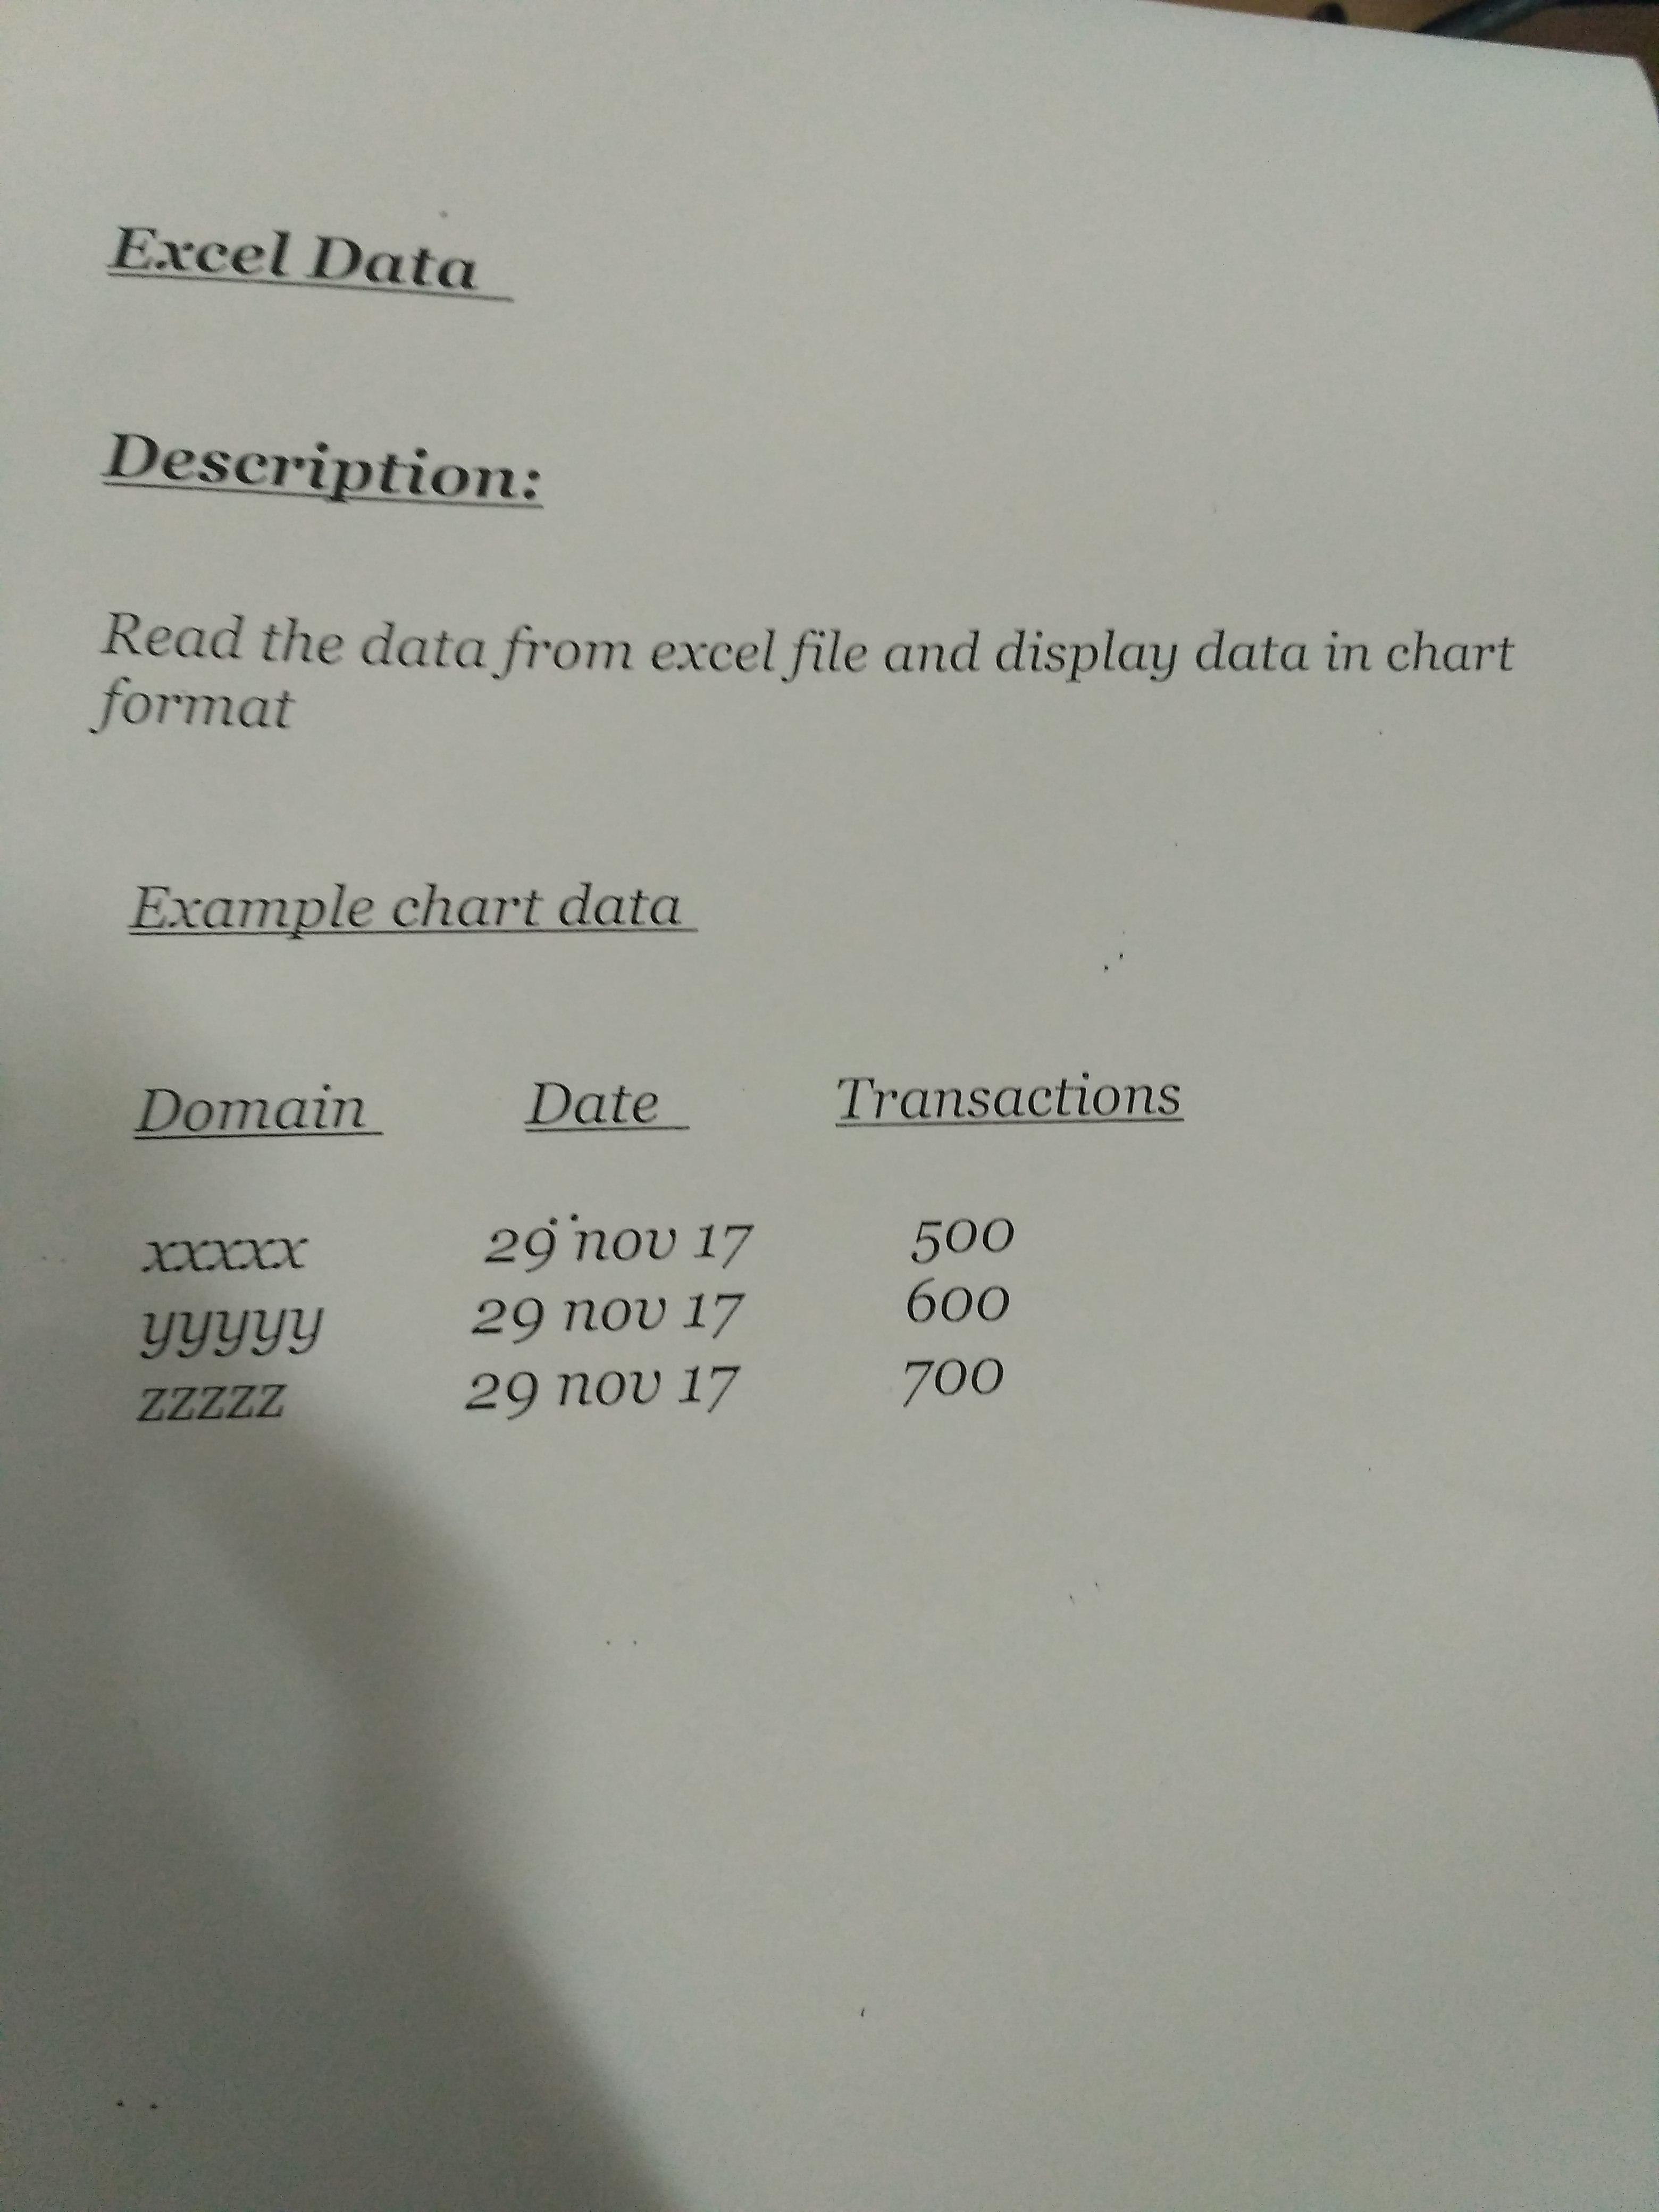 Excel Data
Description:
Read the data from excel file and display data in chart
format
Example chart data
Domain Date Transactions
xxxxx 29 nov 17 500
yyyyy 29 nov 17 600
zzzzz 29 nov 17 700